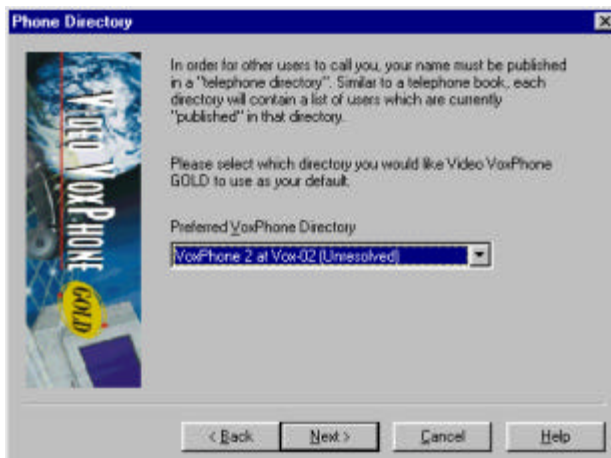 Phone Directory
VIDEO VOXPHONE
GOLD
In order for other users to call you, your name must be published
in a "telephone directory". Similar to a telephone book, each
directory will contain a list of users which are currently
"published" in that directory.
Please select which directory you would like Video VoxPhone
GOLD to use as your default.
Preferred VoxPhone Directory
VoxPhone 2 at Vox-02 (Unresolved)
< Back
Next >
Cancel
Help